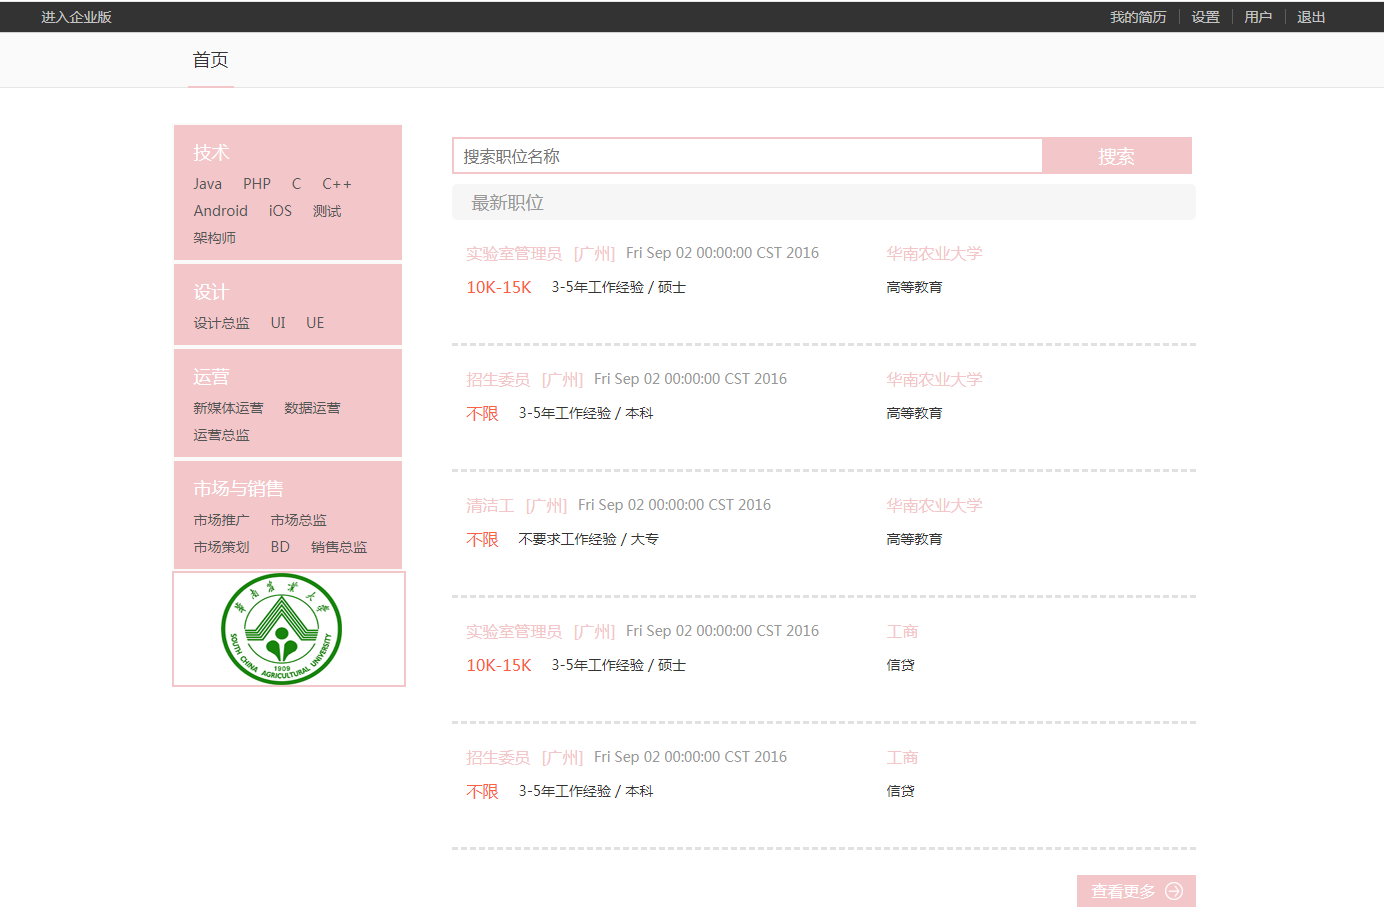 进入企业版 我的简历 设置 用户 退出
首页
技术
Java PHP C C++
Android iOS 测试
架构师
设计
设计总监 UI UE
运营
新媒体运营 数据运营
运营总监
市场与销售
市场推广 市场总监
市场策划 BD 销售总监
华南农业大学
SOUTH CHINA AGRICULTURAL UNIVERSITY
1909
搜索职位名称 搜索
最新职位
实验室管理员 [广州] Fri Sep 02 00:00:00 CST 2016 华南农业大学
10K-15K 3-5年工作经验 / 硕士 高等教育
招生委员 [广州] Fri Sep 02 00:00:00 CST 2016 华南农业大学
不限 3-5年工作经验 / 本科 高等教育
清洁工 [广州] Fri Sep 02 00:00:00 CST 2016 华南农业大学
不限 不要求工作经验 / 大专 高等教育
实验室管理员 [广州] Fri Sep 02 00:00:00 CST 2016 工商
10K-15K 3-5年工作经验 / 硕士 信贷
招生委员 [广州] Fri Sep 02 00:00:00 CST 2016 工商
不限 3-5年工作经验 / 本科 信贷
查看更多